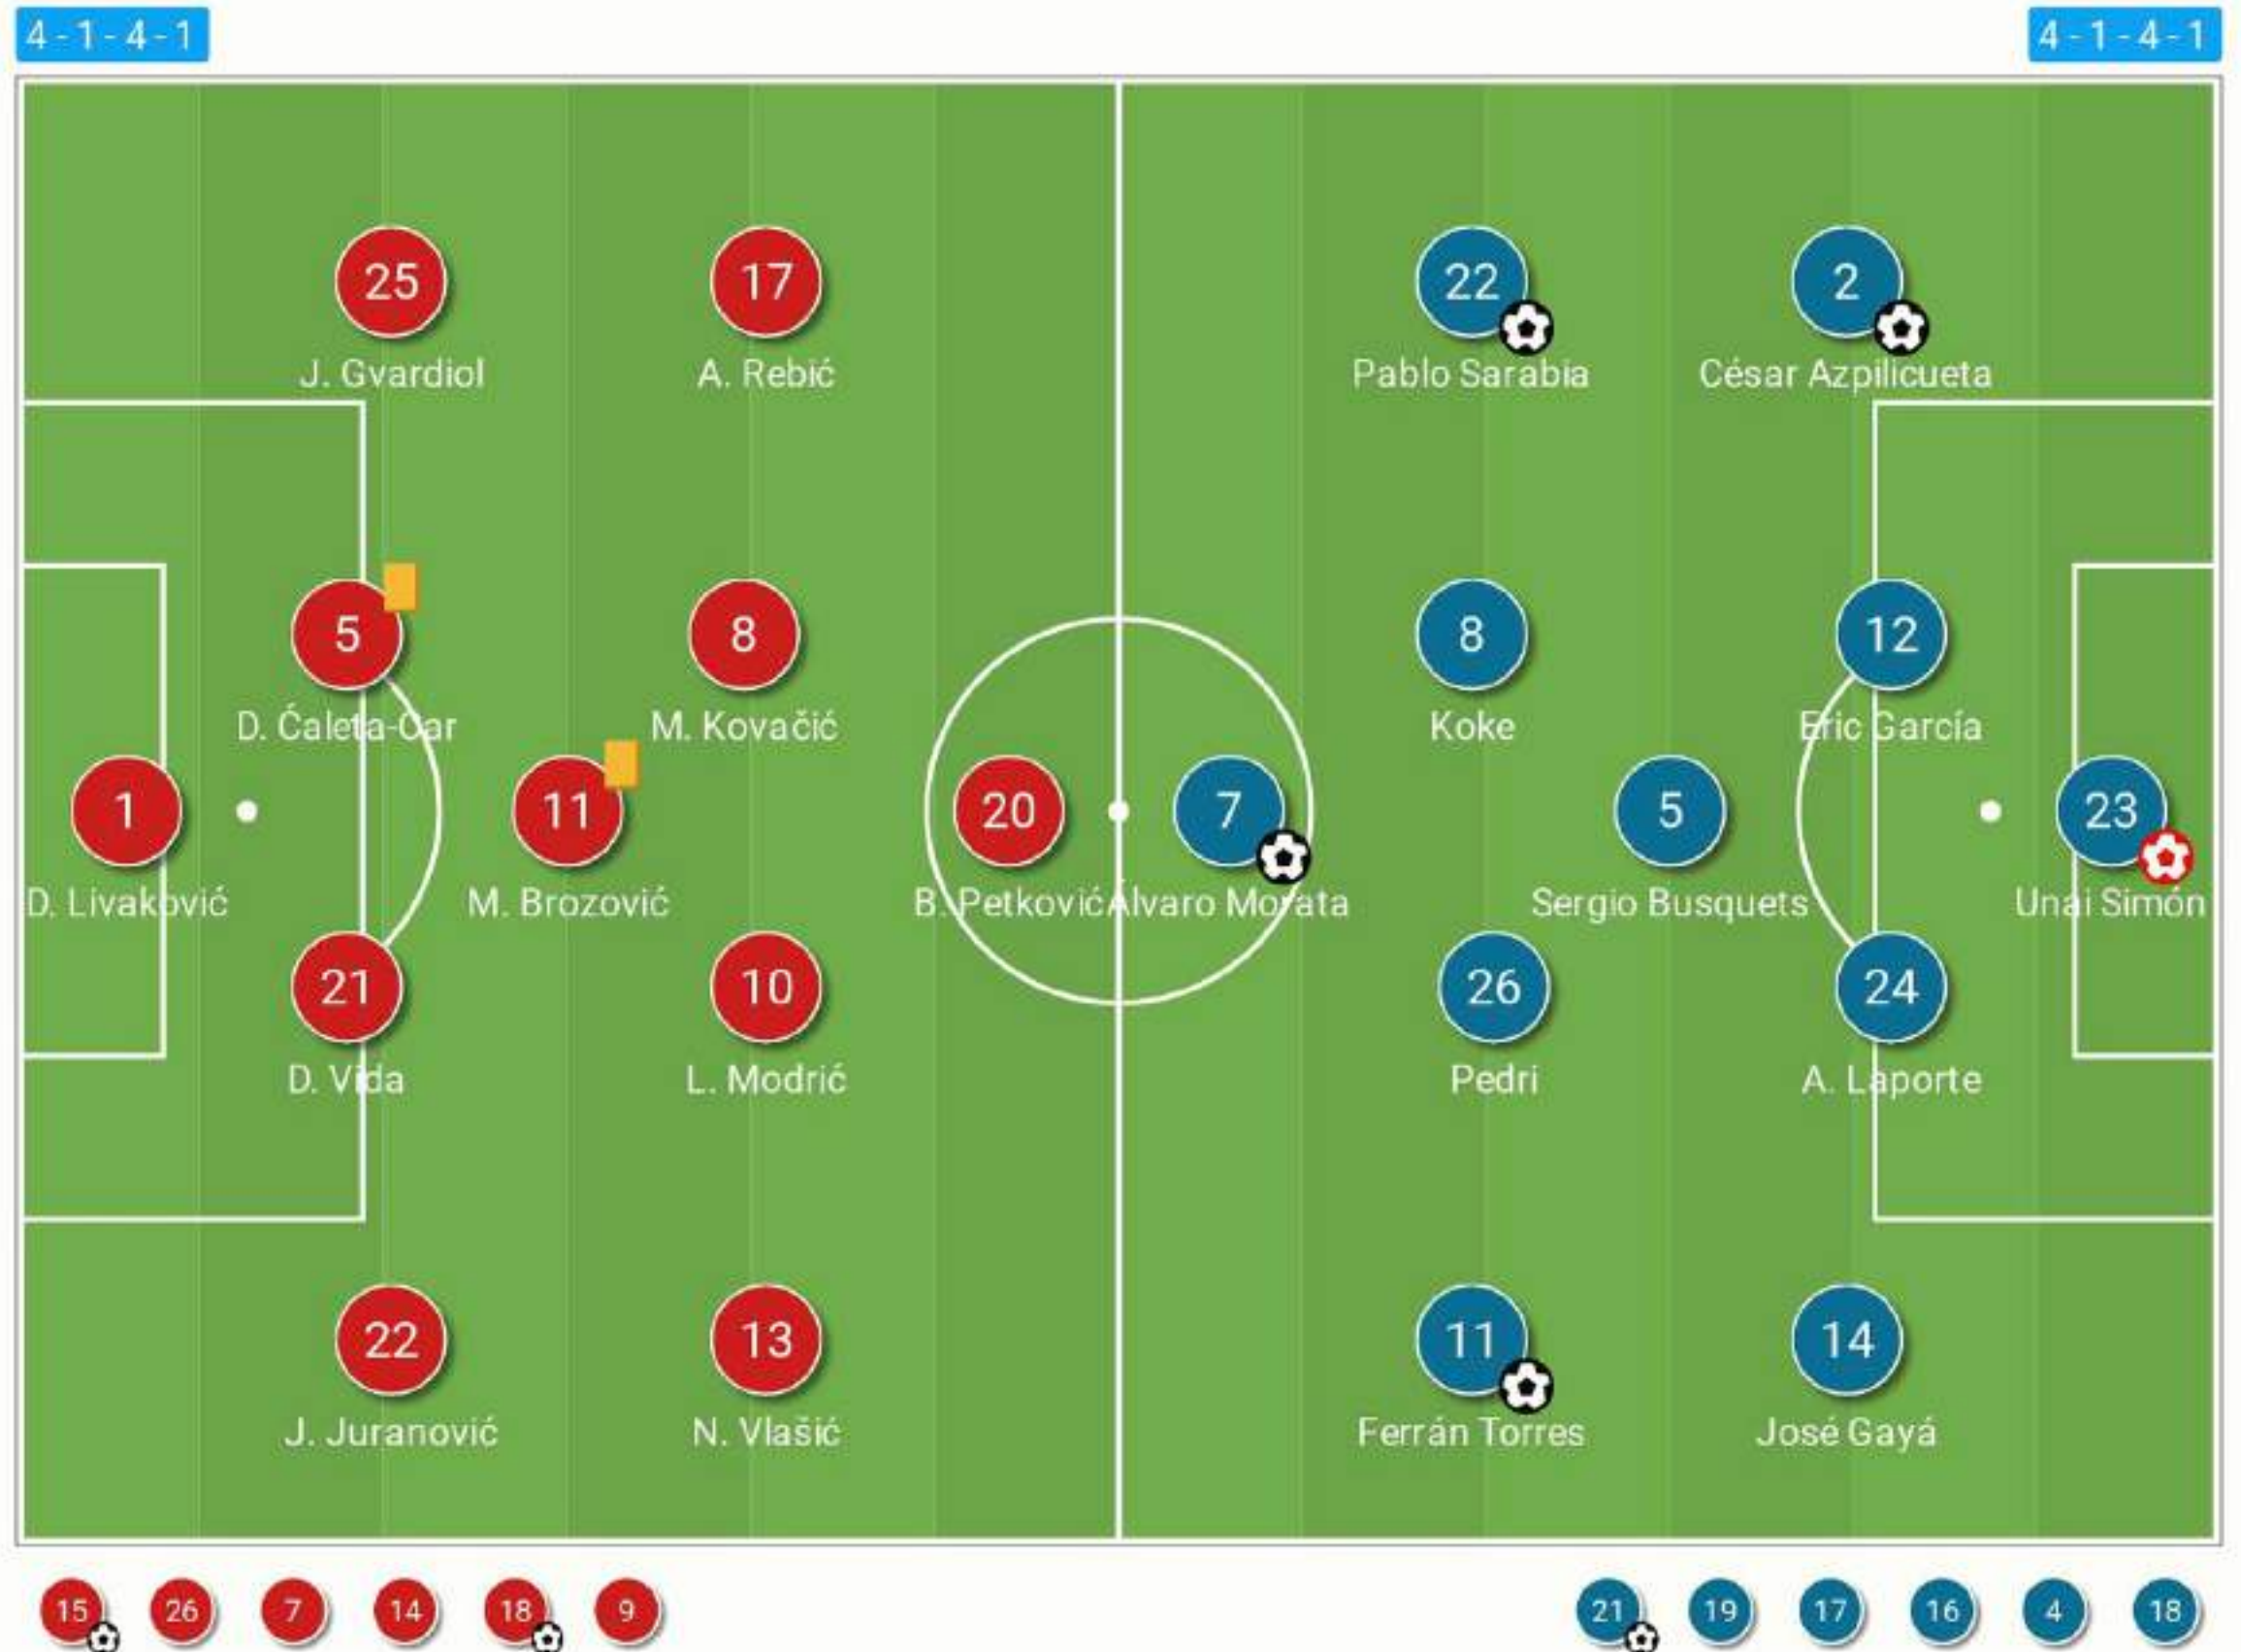 4 - 1 - 4 - 1
4 - 1 - 4 - 1
25
17
22
2
J. Gvardiol
A. Rebić
Pablo Sarabia
César Azpilicueta
5
8
8
12
D. Ćaleta-Car
M. Kovačić
Koke
Eric García
1
11
20
7
5
23
D. Livaković
M. Brozović
B. Petković
Álvaro Morata
Sergio Busquets
Unai Simón
21
10
26
24
D. Vida
L. Modrić
Pedri
A. Laporte
22
13
11
14
J. Juranović
N. Vlašić
Ferrán Torres
José Gayá
15
26
7
14
18
9
21
19
17
16
4
18